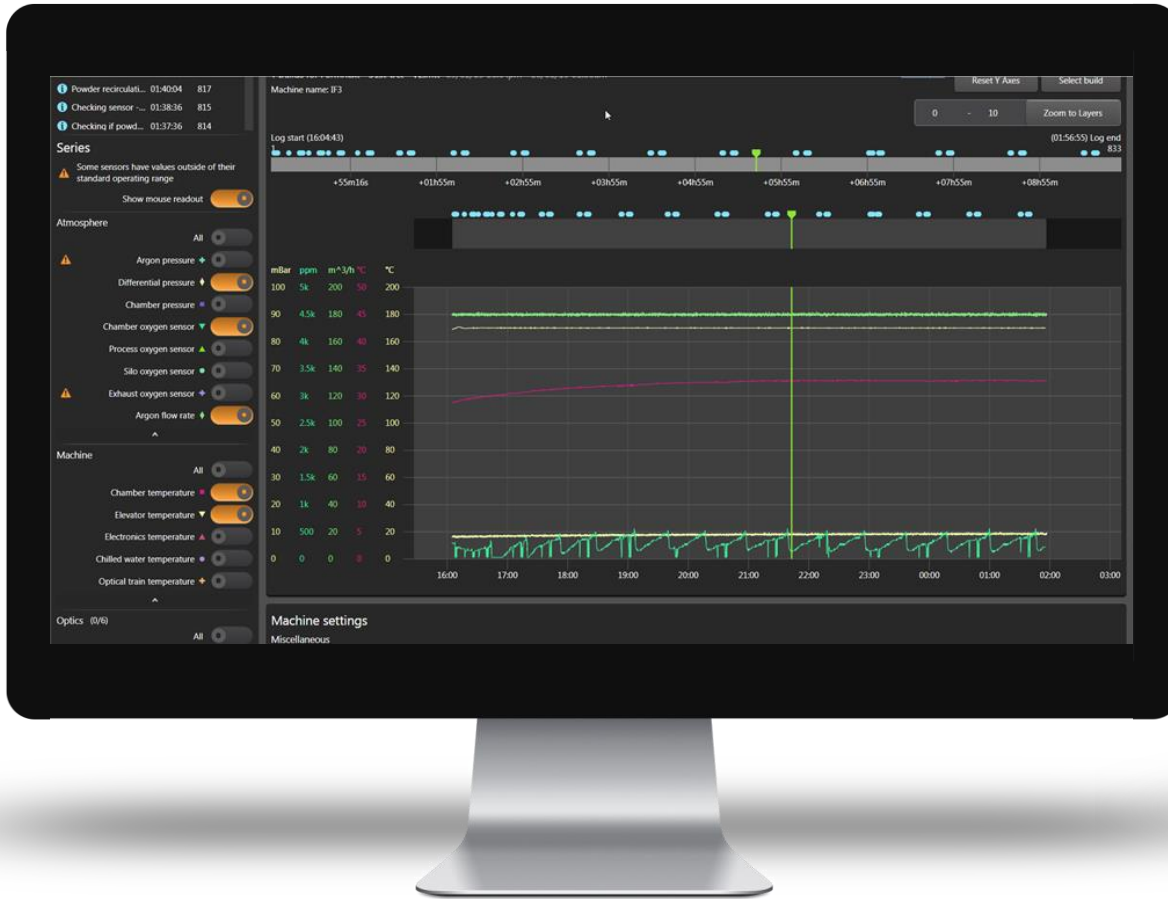 Powder recirculati... 01:40:04 817
Checking sensor -... 01:38:36 815
Checking if powd... 01:37:36 814
Series
Some sensors have values outside of their
standard operating range
Show mouse readout
Atmosphere
All
Argon pressure
Differential pressure
Chamber pressure
Chamber oxygen sensor
Process oxygen sensor
Silo oxygen sensor
Exhaust oxygen sensor
Argon flow rate
Machine
All
Chamber temperature
Elevator temperature
Electronics temperature
Chilled water temperature
Optical train temperature
Optics (0/6)
All
Machine name: IF3
Reset Y Axes Select build
0 - 10 Zoom to Layers
Log start (16:04:43) (01:56:55) Log end
1 833
+55m16s +01h55m +02h55m +03h55m +04h55m +05h55m +06h55m +07h55m +08h55m
mBar ppm m^3/h °C °C
100 5k 200 50 200
90 4.5k 180 45 180
80 4k 160 40 160
70 3.5k 140 35 140
60 3k 120 30 120
50 2.5k 100 25 100
40 2k 80 20 80
30 1.5k 60 15 60
20 1k 40 10 40
10 500 20 5 20
0 0 0 0 0
16:00 17:00 18:00 19:00 20:00 21:00 22:00 23:00 00:00 01:00 02:00 03:00
Machine settings
Miscellaneous